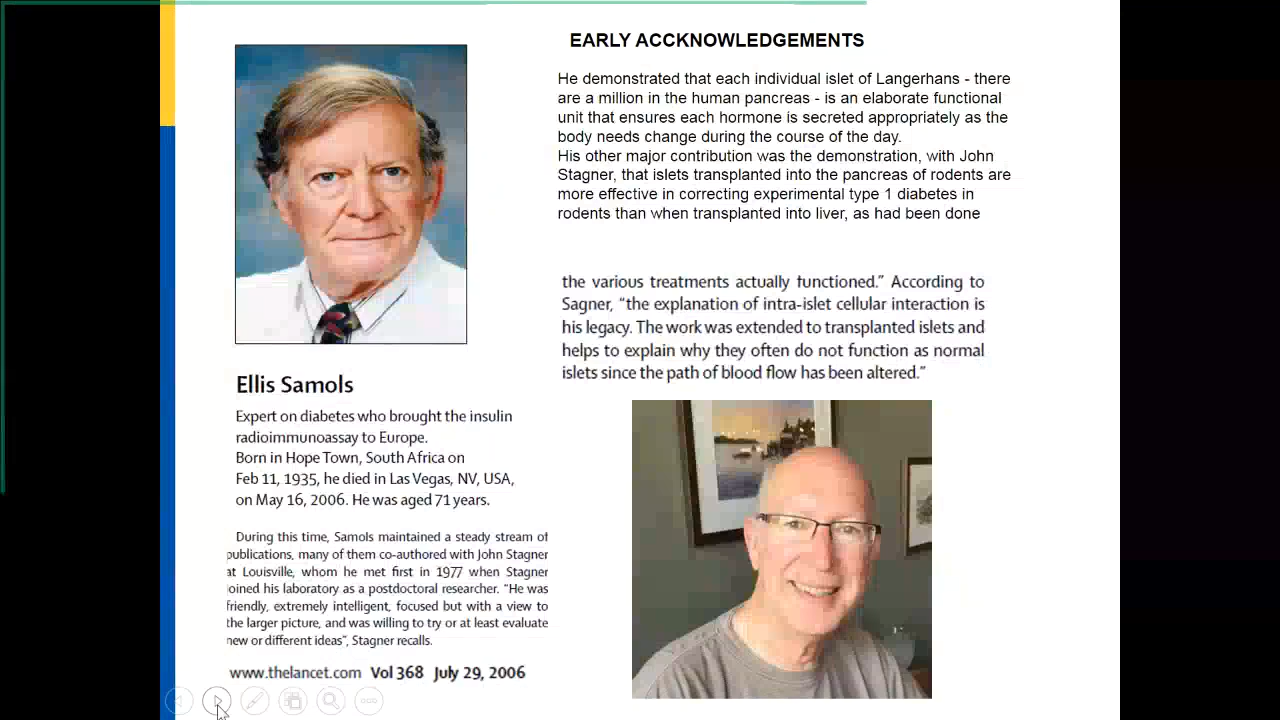 EARLY ACCKNOWLEDGEMENTS
He demonstrated that each individual islet of Langerhans - there
are a million in the human pancreas - is an elaborate functional
unit that ensures each hormone is secreted appropriately as the
body needs change during the course of the day.
His other major contribution was the demonstration, with John
Stagner, that islets transplanted into the pancreas of rodents are
more effective in correcting experimental type 1 diabetes in
rodents than when transplanted into liver, as had been done
the various treatments actually functioned.” According to
Sagner, “the explanation of intra-islet cellular interaction is
his legacy. The work was extended to transplanted islets and
helps to explain why they often do not function as normal
islets since the path of blood flow has been altered.”
Ellis Samols
Expert on diabetes who brought the insulin
radioimmunoassay to Europe.
Born in Hope Town, South Africa on
Feb 11, 1935, he died in Las Vegas, NV, USA,
on May 16, 2006. He was aged 71 years.
During this time, Samols maintained a steady stream of
publications, many of them co-authored with John Stagner
at Louisville, whom he met first in 1977 when Stagner
joined his laboratory as a postdoctoral researcher. “He was
friendly, extremely intelligent, focused but with a view to
the larger picture, and was willing to try or at least evaluate
new or different ideas”, Stagner recalls.
www.thelancet.com Vol 368 July 29, 2006